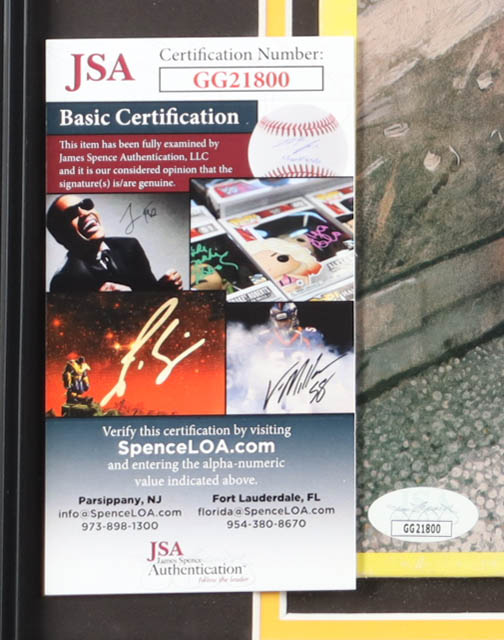 JSA
Certification Number:
GG21800
Basic Certification
This item has been fully examined by
James Spence Authentication, LLC
and it is our considered opinion that the
signature(s) is/are genuine.
Verify this certification by visiting
SpenceLOA.com
and entering the alpha-numeric
value indicated above.
Parsippany, NJ
info@SpenceLOA.com
973-898-1300
Fort Lauderdale, FL
florida@SpenceLOA.com
954-380-8670
JSA
James Spence
Authentication
follow the leader
GG21800